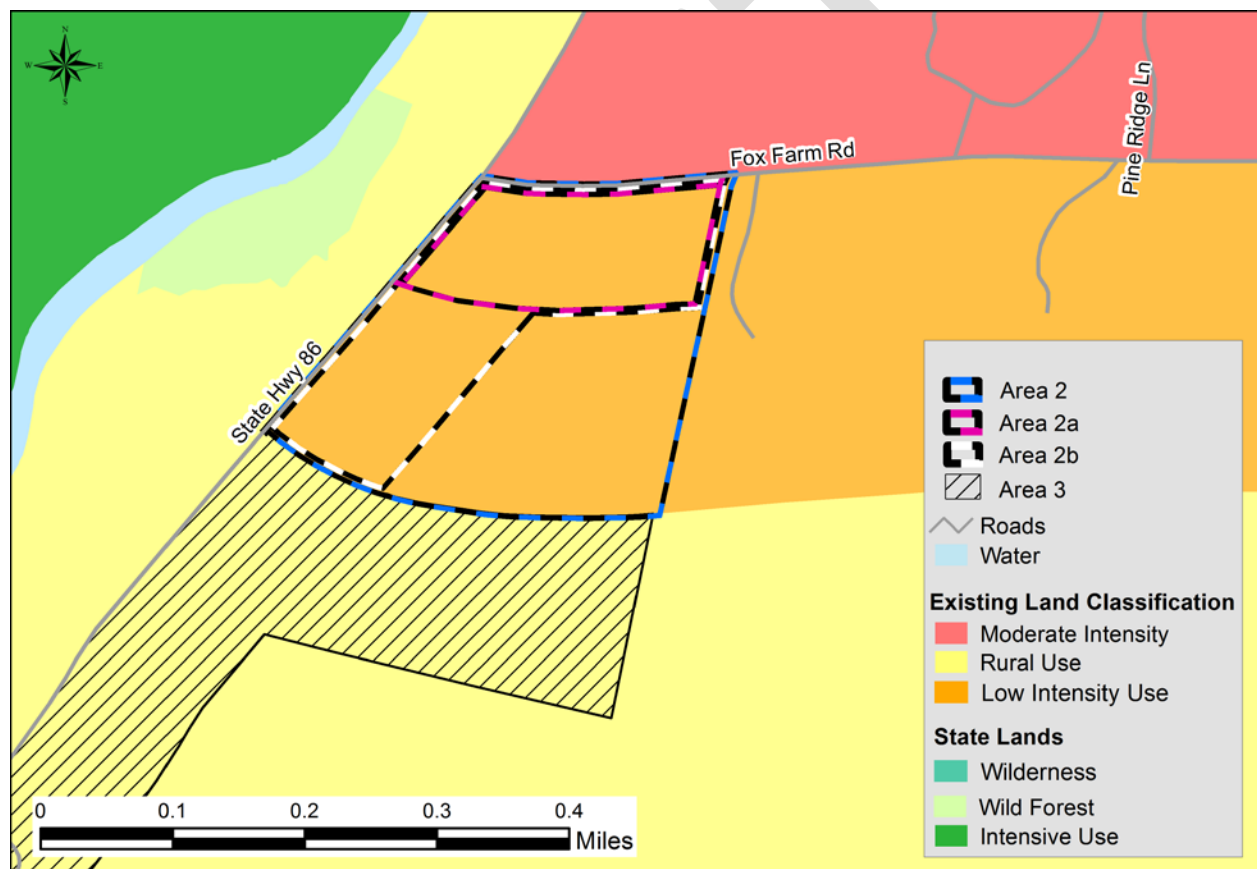 N
W E
S
Fox Farm Rd
Pine Ridge Ln
State Hwy 86
Area 2
Area 2a
Area 2b
Area 3
Roads
Water
Existing Land Classification
Moderate Intensity
Rural Use
Low Intensity Use
State Lands
Wilderness
Wild Forest
Intensive Use
0 0.1 0.2 0.3 0.4
Miles